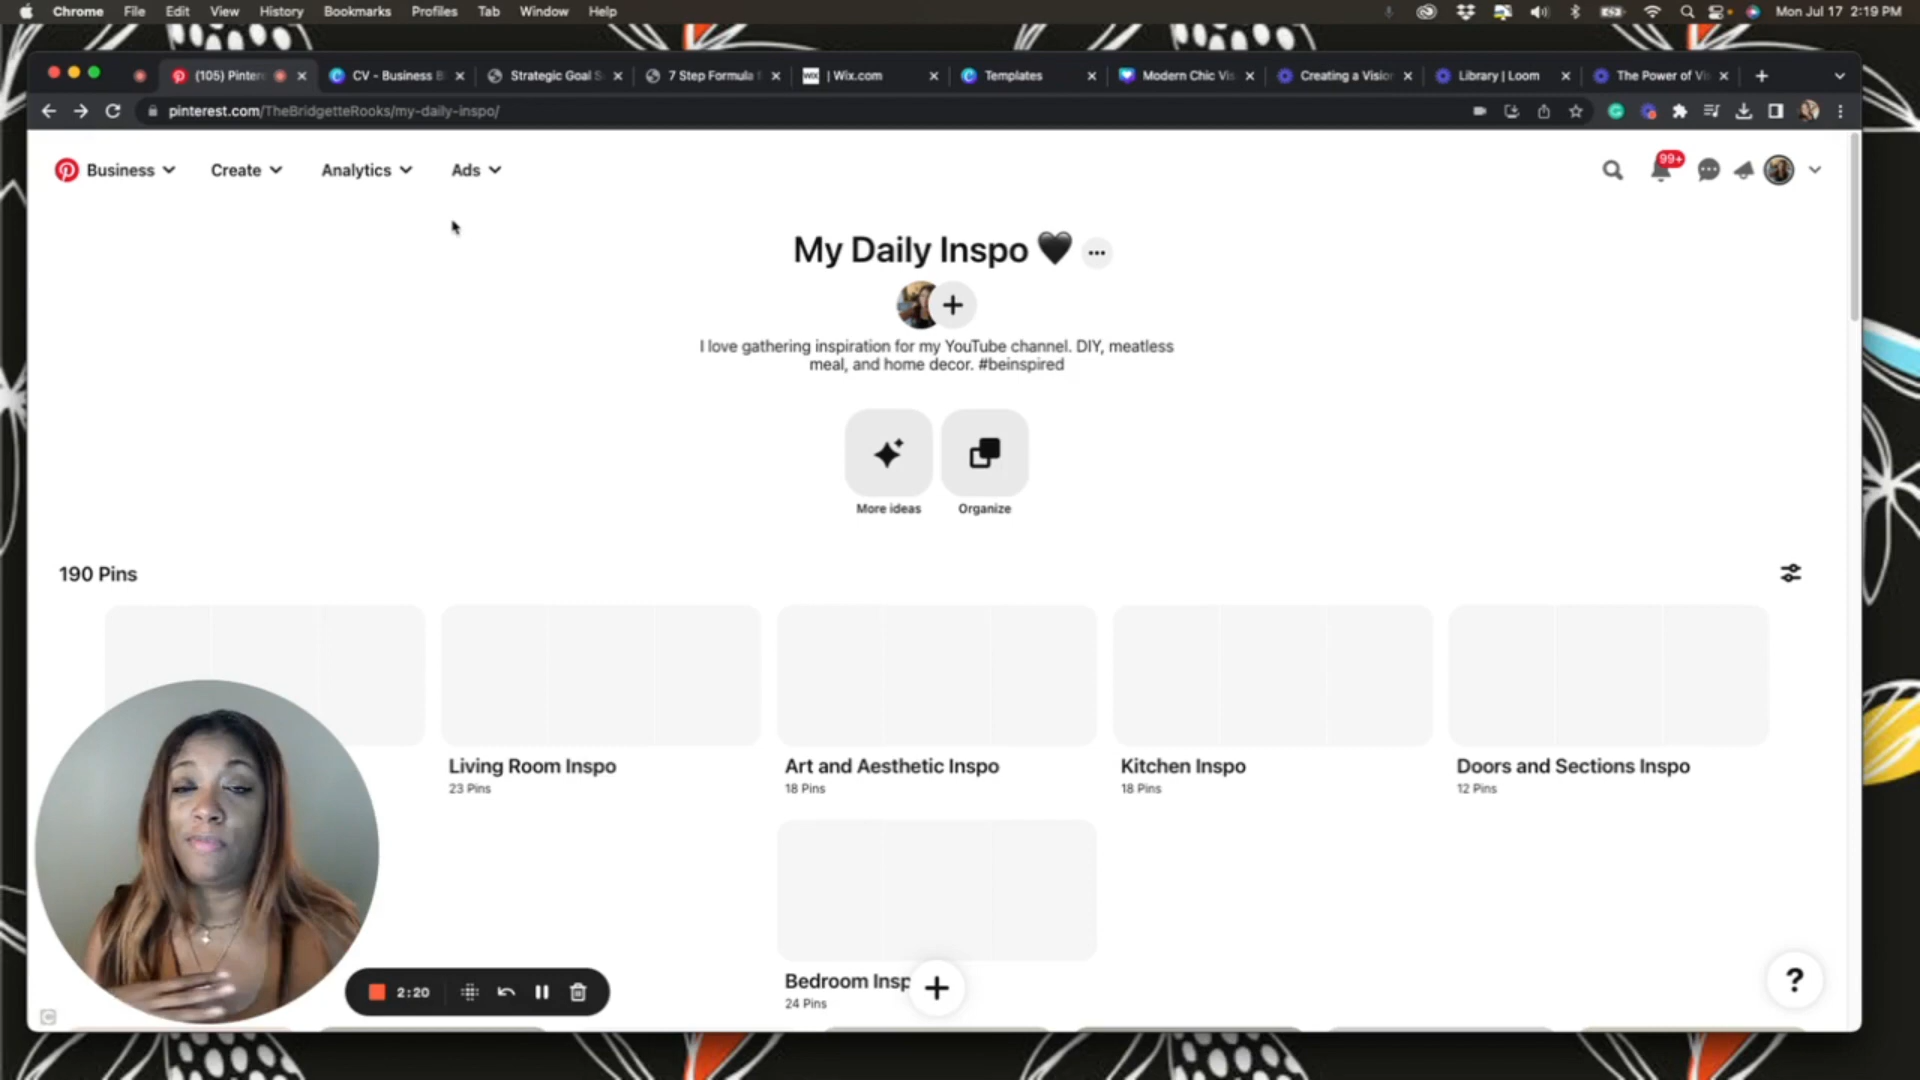 Chrome File Edit View History Bookmarks Profiles Tab Window Help Mon Jul 17 2:19 PM
(105) Pinter CV - Business B Strategic Goal S 7 Step Formula WIX | Wix.com Templates Modern Chic Vis Creating a Vision Library | Loom The Power of Vi
pinterest.com/TheBridgetteRooks/my-daily-inspo/
Business Create Analytics Ads 99+
My Daily Inspo
I love gathering inspiration for my YouTube channel. DIY, meatless
meal, and home decor. #beinspired
More ideas Organize
190 Pins
Living Room Inspo
23 Pins
Art and Aesthetic Inspo
18 Pins
Kitchen Inspo
18 Pins
Doors and Sections Inspo
12 Pins
Bedroom Insp
24 Pins
2:20
?